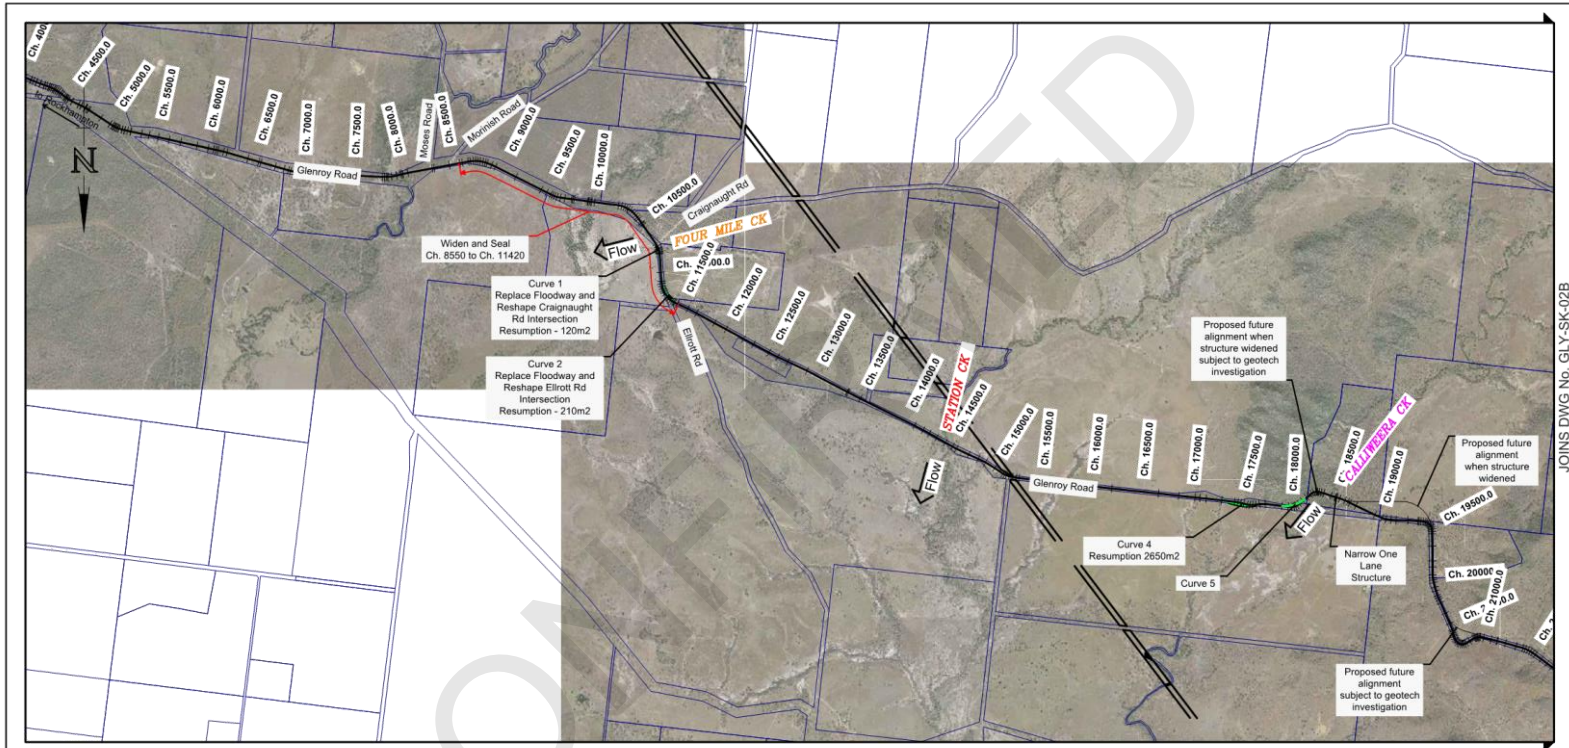 Ch. 4000
Ch. 4500.0
Ch. 5000.0
Ch. 5500.0
Ch. 6000.0
Ch. 6500.0
Ch. 7000.0
Ch. 7500.0
Ch. 8000.0
Moses Road
Ch. 8500.0
Morinish Road
Ch. 9000.0
Ch. 9500.0
Ch. 10000.0
Ch. 10500.0
Craignaught Rd
to Rockhampton
N
Glenroy Road
FOUR MILE CK
Flow
Widen and Seal
Ch. 8550 to Ch. 11420
Curve 1
Replace Floodway and
Reshape Craignaught
Rd Intersection
Resumption - 120m2
Curve 2
Replace Floodway and
Reshape Ellrott Rd
Intersection
Resumption - 210m2
Ch. 11500.0
Ch. 12000.0
Ch. 12500.0
Ch. 13000.0
Ch. 13500.0
Ch. 14000.0
STATION CK
Ch. 14500.0
Ellrott Rd
Flow
Ch. 15000.0
Ch. 15500.0
Ch. 16000.0
Ch. 16500.0
Ch. 17000.0
Ch. 17500.0
Ch. 18000.0
Ch. 18500.0
CALLIWEERA CK
Ch. 19000.0
Ch. 19500.0
Glenroy Road
Proposed future
alignment when
structure widened
subject to geotech
investigation
Proposed future
alignment
when structure
widened
Curve 4
Resumption 2650m2
Curve 5
Flow
Narrow One
Lane
Structure
Ch. 20000
Ch. 21000.0
Proposed future
alignment
subject to geotech
investigation
JOINS DWG No. GLY-SK-02B